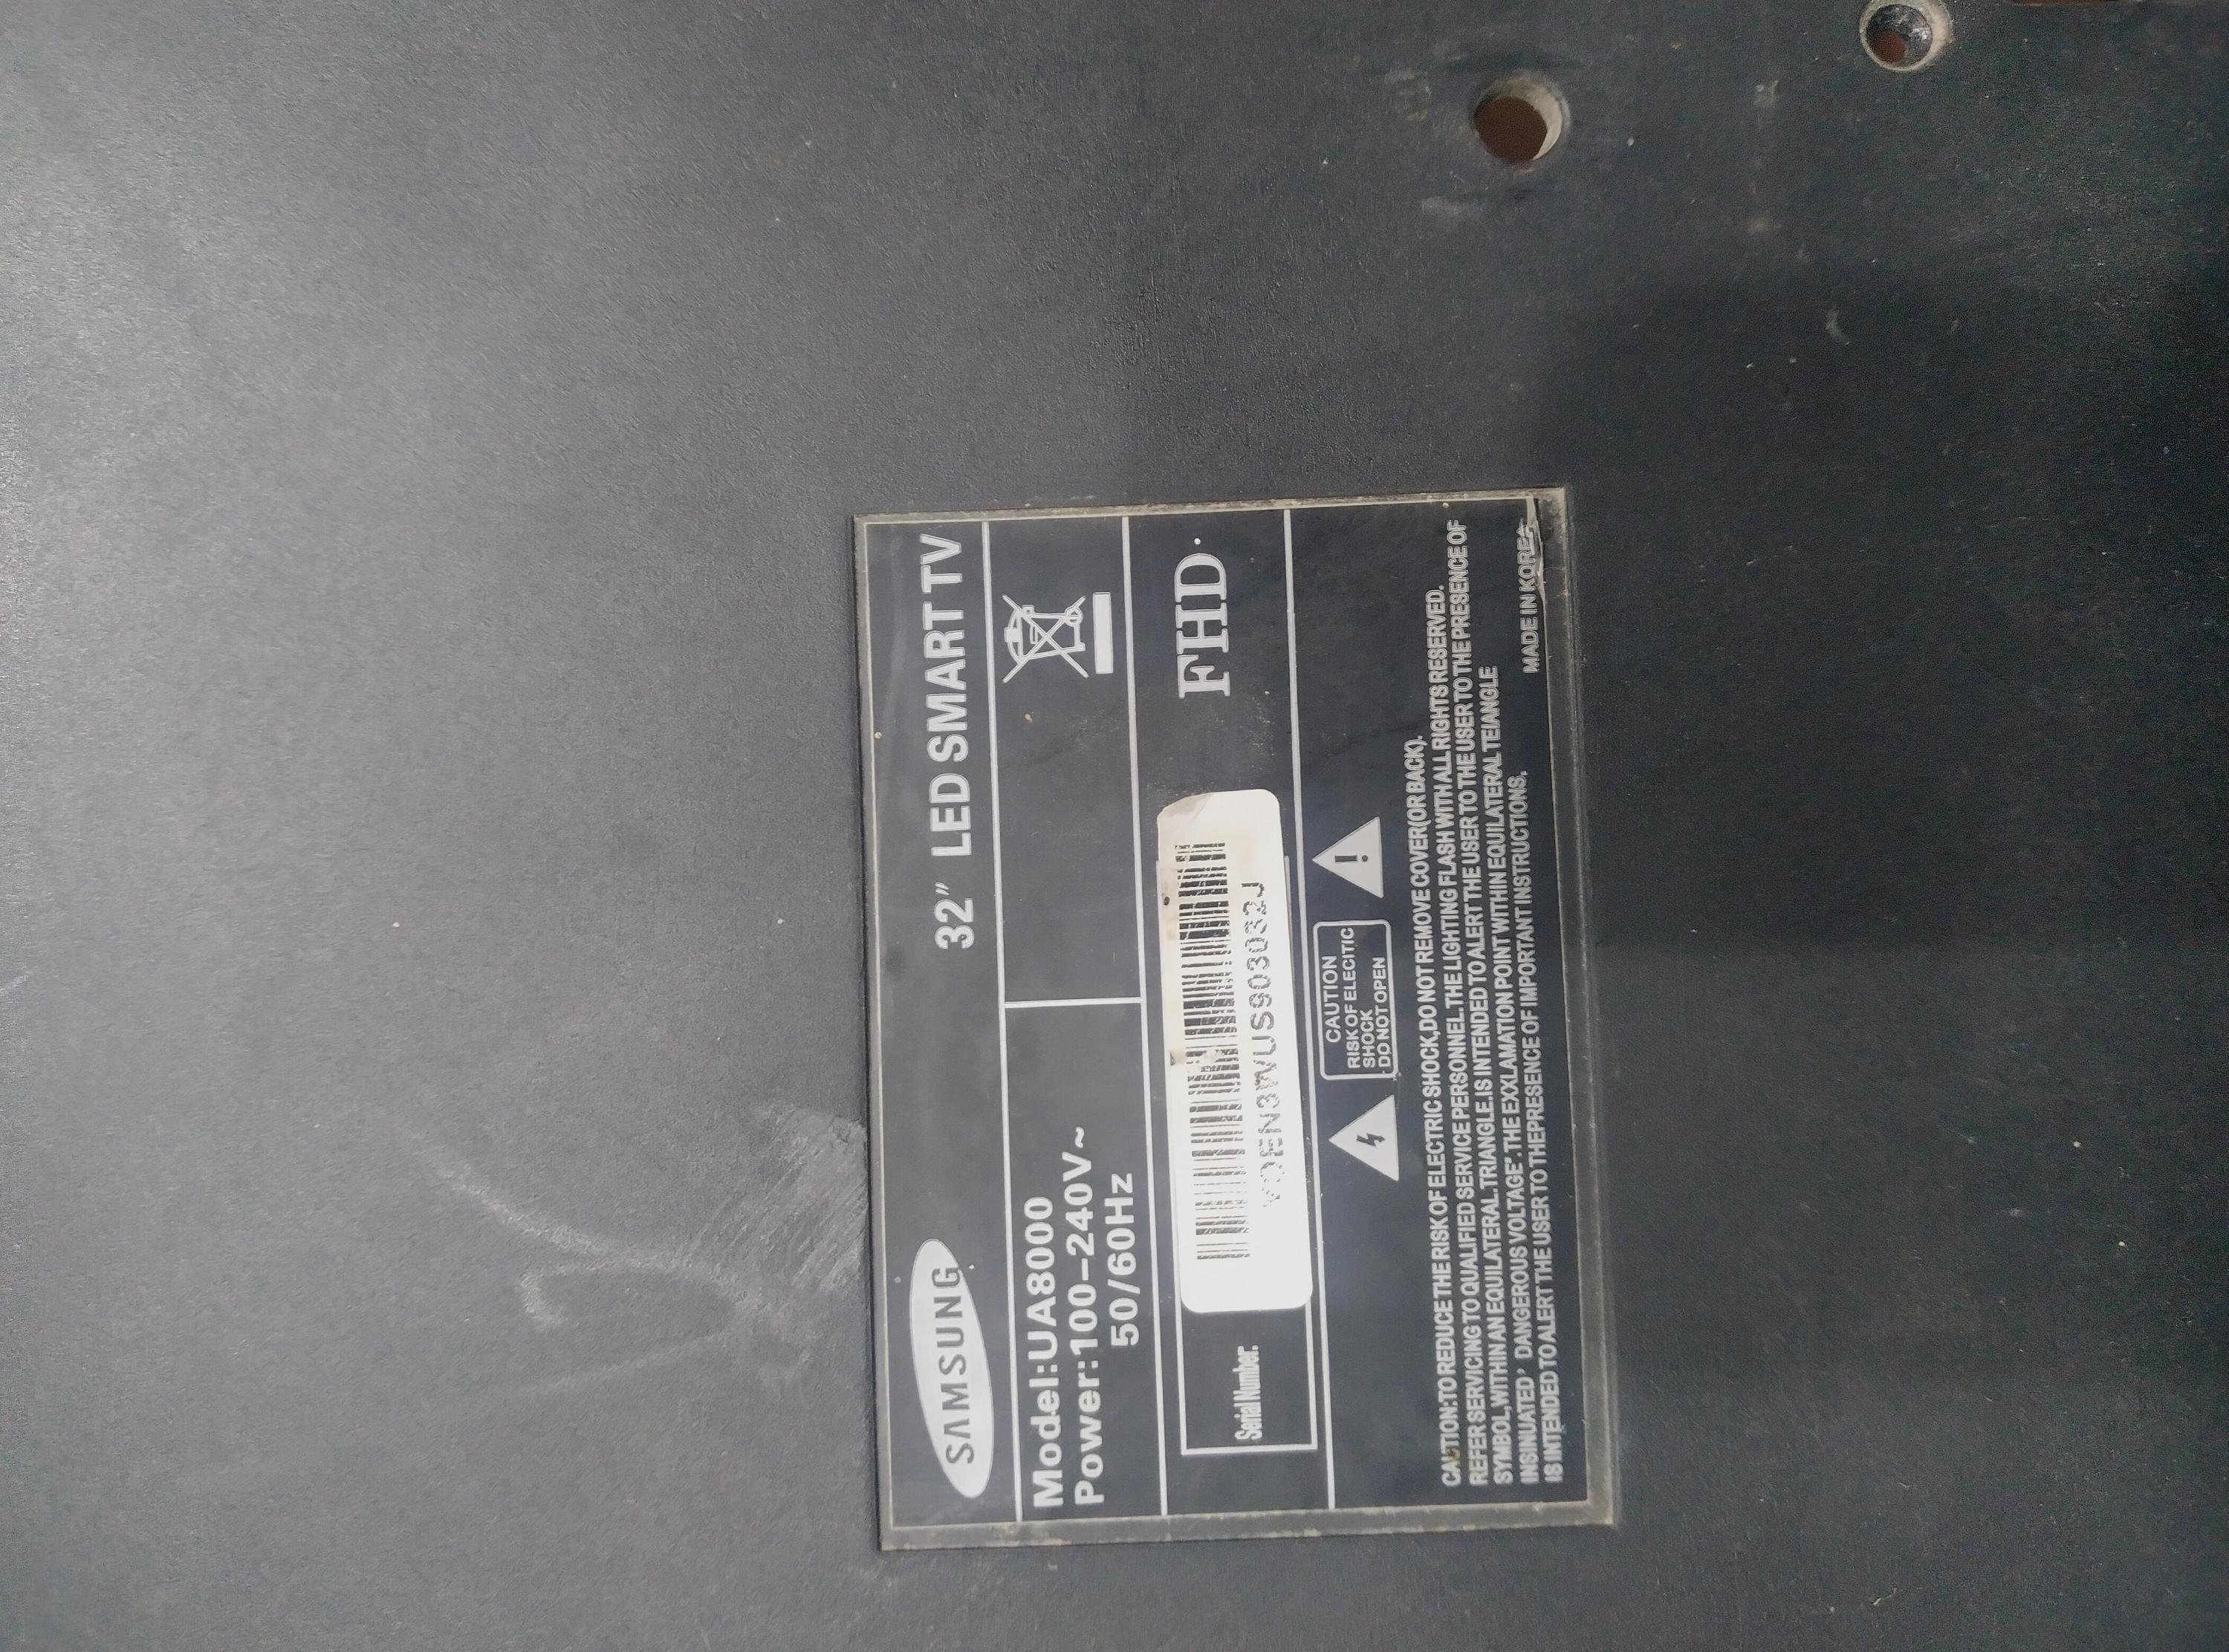 SAMSUNG
32" LED SMART TV
Model:UA8000
Power:100-240V~
50/60Hz
FHD
Serial Number:
CAUTION
RISK OF ELECITIC
SHOCK
DO NOT OPEN
CAUTION:TO REDUCE THE RISK OF ELECTRIC SHOCK,DO NOT REMOVE COVER(OR BACK).
REFER SERVICING TO QUALIFIED SERVICE PERSONNEL.THE LIGHTING FLASH WITH ALL RIGHTS RESERVED.
SYMBOL,WITHIN AN EQUILATERAL.TRIANGLE.IS INTENDED TO ALERT THE USER TO THE USER TO THE PRESENCE OF
INSINUATED' DANGEROUS VOLTAGE".THE EXXLAMATION POINT WITHIN EQUILATERAL TEIANGLE
IS INTENDED TO ALERT THE USER TO THEPRESENCE OF IMPORTANT INSTRUCTIONS.
MADE IN KOREA